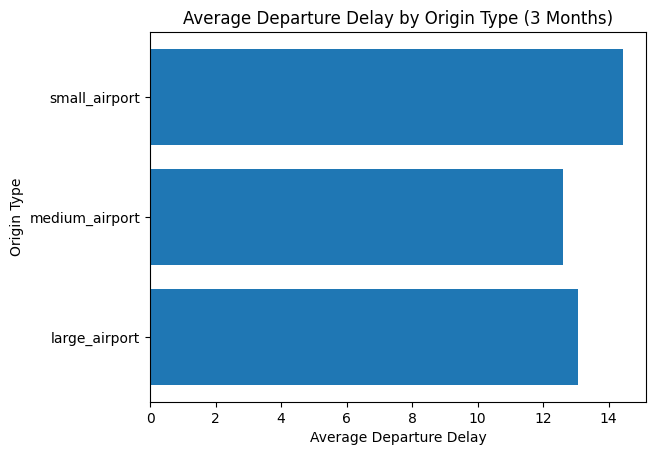 Average Departure Delay by Origin Type (3 Months)
Origin Type
small_airport
medium_airport
large_airport
0 2 4 6 8 10 12 14
Average Departure Delay